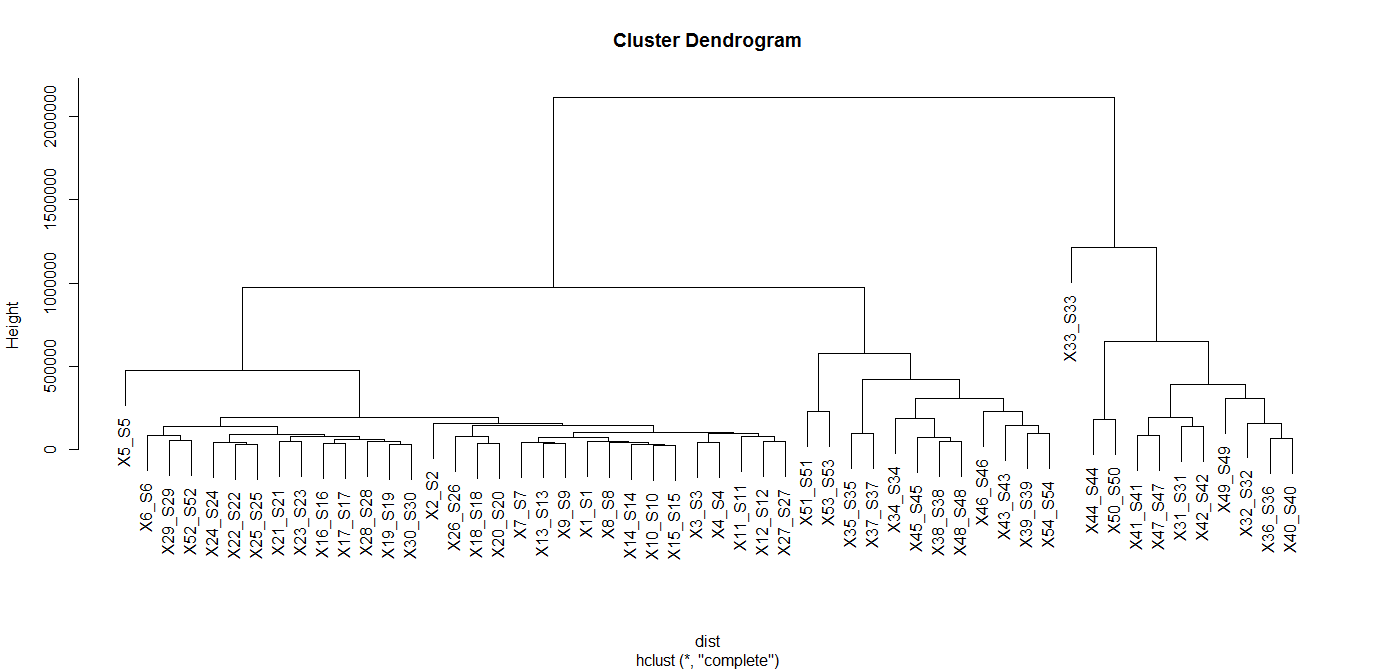 Cluster Dendrogram
Height
0
500000
1000000
1500000
2000000
X5_S5
X6_S6
X29_S29
X52_S52
X24_S24
X22_S22
X25_S25
X21_S21
X23_S23
X16_S16
X17_S17
X28_S28
X19_S19
X30_S30
X2_S2
X26_S26
X18_S18
X20_S20
X7_S7
X13_S13
X9_S9
X1_S1
X8_S8
X14_S14
X10_S10
X15_S15
X3_S3
X4_S4
X11_S11
X12_S12
X27_S27
X51_S51
X53_S53
X35_S35
X37_S37
X34_S34
X45_S45
X38_S38
X48_S48
X46_S46
X43_S43
X39_S39
X54_S54
X33_S33
X44_S44
X50_S50
X41_S41
X47_S47
X31_S31
X42_S42
X49_S49
X32_S32
X36_S36
X40_S40
dist
hclust (*, "complete")